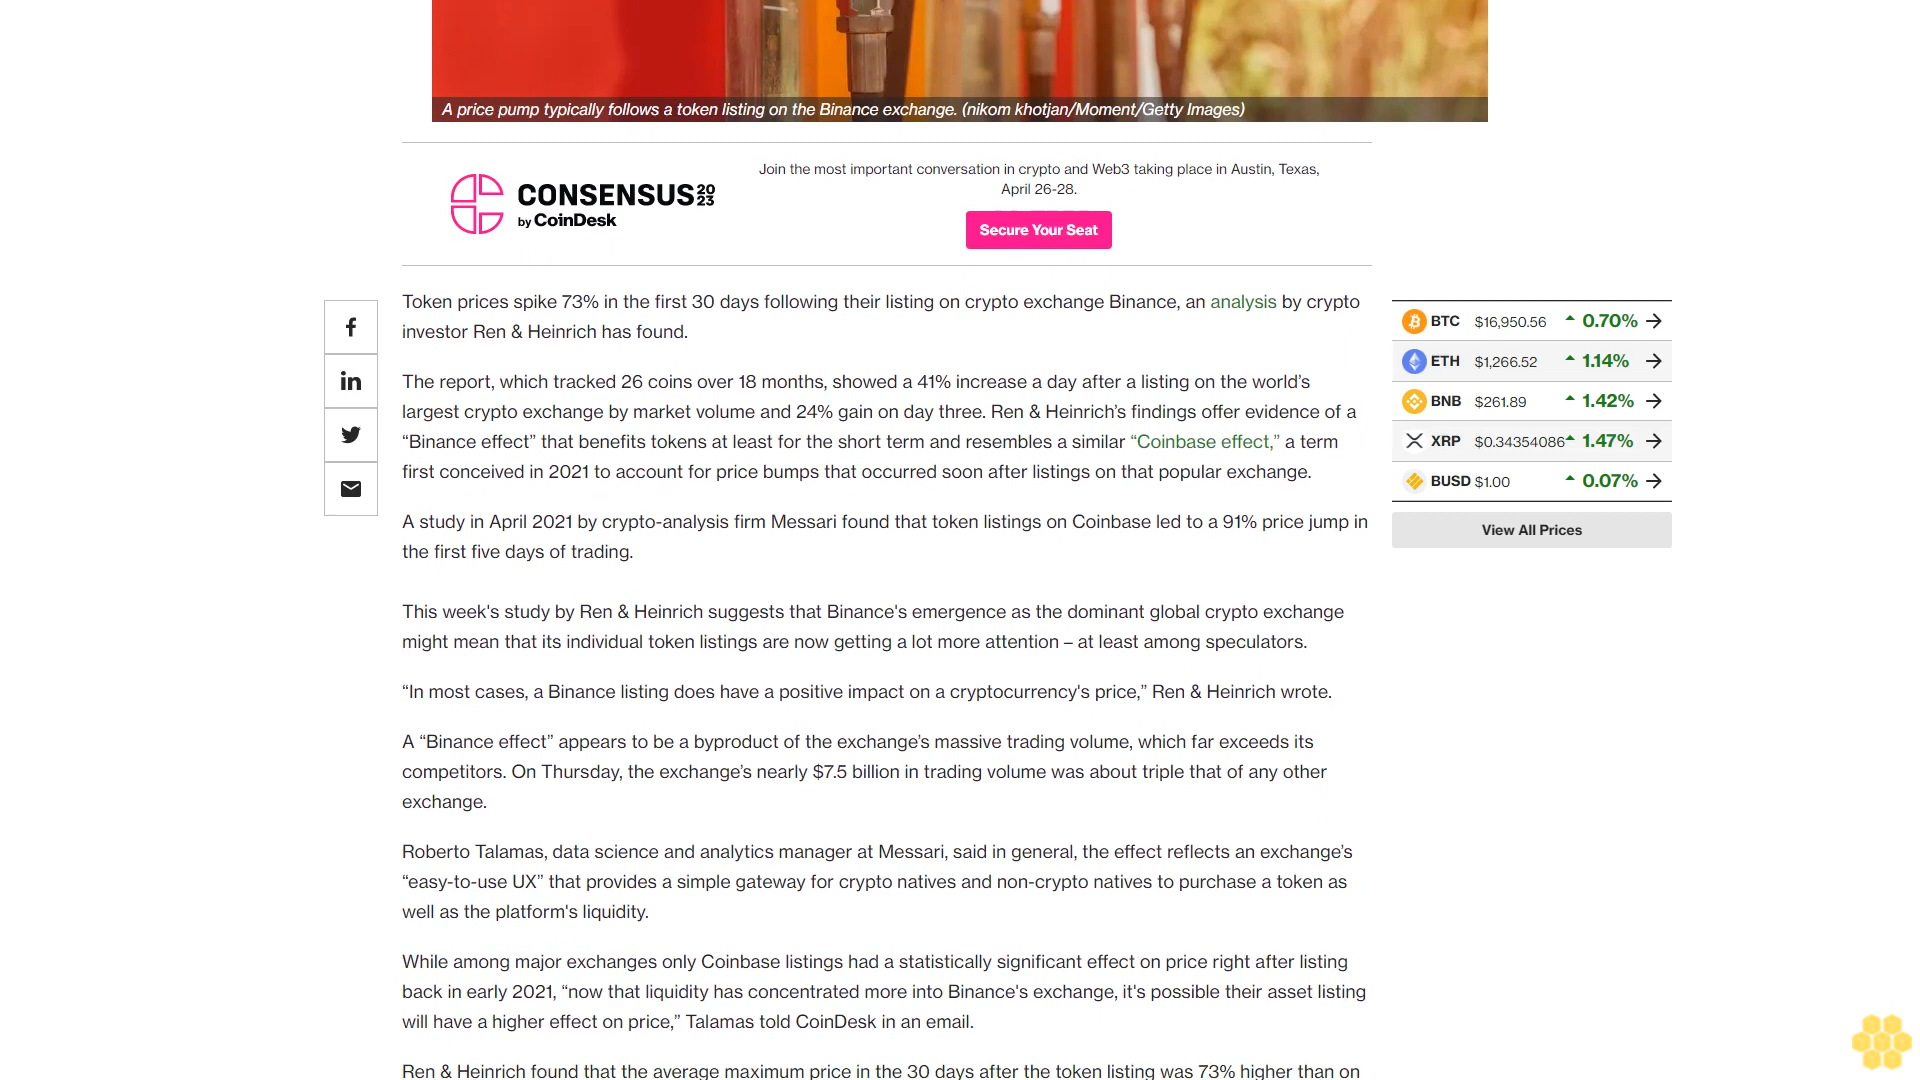 A price pump typically follows a token listing on the Binance exchange. (nikom khotjan/Moment/Getty Images)
CONSENSUS 2023
by CoinDesk
Join the most important conversation in crypto and Web3 taking place in Austin, Texas,
April 26-28.
Secure Your Seat
Token prices spike 73% in the first 30 days following their listing on crypto exchange Binance, an analysis by crypto
investor Ren & Heinrich has found.
The report, which tracked 26 coins over 18 months, showed a 41% increase a day after a listing on the world’s
largest crypto exchange by market volume and 24% gain on day three. Ren & Heinrich’s findings offer evidence of a
“Binance effect” that benefits tokens at least for the short term and resembles a similar “Coinbase effect,” a term
first conceived in 2021 to account for price bumps that occurred soon after listings on that popular exchange.
A study in April 2021 by crypto-analysis firm Messari found that token listings on Coinbase led to a 91% price jump in
the first five days of trading.
This week's study by Ren & Heinrich suggests that Binance's emergence as the dominant global crypto exchange
might mean that its individual token listings are now getting a lot more attention – at least among speculators.
“In most cases, a Binance listing does have a positive impact on a cryptocurrency's price,” Ren & Heinrich wrote.
A “Binance effect” appears to be a byproduct of the exchange’s massive trading volume, which far exceeds its
competitors. On Thursday, the exchange’s nearly $7.5 billion in trading volume was about triple that of any other
exchange.
Roberto Talamas, data science and analytics manager at Messari, said in general, the effect reflects an exchange’s
“easy-to-use UX” that provides a simple gateway for crypto natives and non-crypto natives to purchase a token as
well as the platform's liquidity.
While among major exchanges only Coinbase listings had a statistically significant effect on price right after listing
back in early 2021, “now that liquidity has concentrated more into Binance's exchange, it's possible their asset listing
will have a higher effect on price,” Talamas told CoinDesk in an email.
Ren & Heinrich found that the average maximum price in the 30 days after the token listing was 73% higher than on
BTC $16,950.56 0.70%
ETH $1,266.52 1.14%
BNB $261.89 1.42%
XRP $0.34354086 1.47%
BUSD $1.00 0.07%
View All Prices